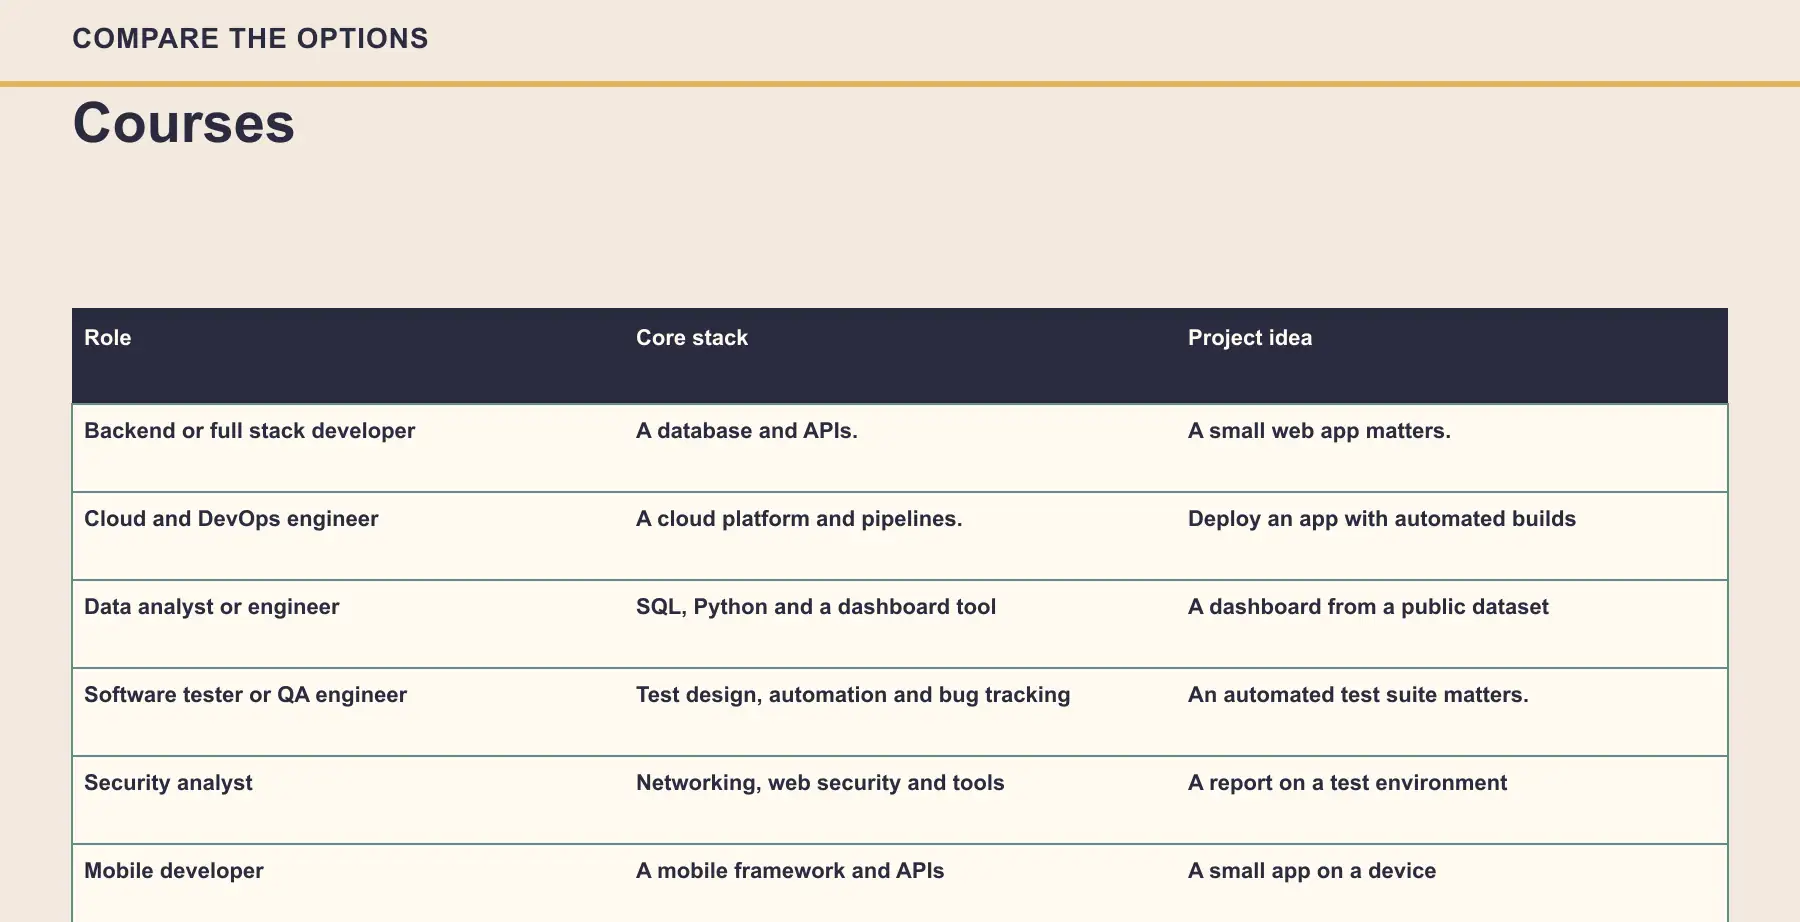 COMPARE THE OPTIONS
Courses
Role Core stack Project idea
Backend or full stack developer A database and APIs. A small web app matters.
Cloud and DevOps engineer A cloud platform and pipelines. Deploy an app with automated builds
Data analyst or engineer SQL, Python and a dashboard tool A dashboard from a public dataset
Software tester or QA engineer Test design, automation and bug tracking An automated test suite matters.
Security analyst Networking, web security and tools A report on a test environment
Mobile developer A mobile framework and APIs A small app on a device